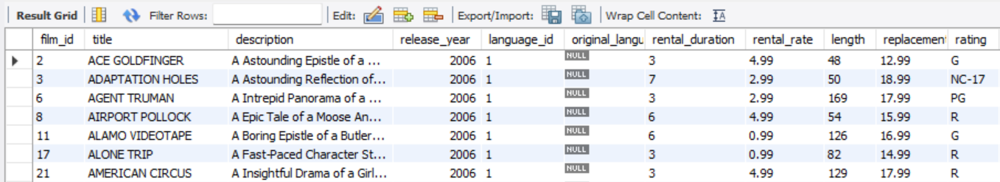 Result Grid Filter Rows: Edit: Export/Import: Wrap Cell Content: IA
film_id title description release_year language_id original_langu rental_duration rental_rate length replacement rating
2 ACE GOLDFINGER A Astounding Epistle of a ... 2006 1 NULL 3 4.99 48 12.99 G
3 ADAPTATION HOLES A Astounding Reflection of... 2006 1 NULL 7 2.99 50 18.99 NC-17
6 AGENT TRUMAN A Intrepid Panorama of a ... 2006 1 NULL 3 2.99 169 17.99 PG
8 AIRPORT POLLOCK A Epic Tale of a Moose An... 2006 1 NULL 6 4.99 54 15.99 R
11 ALAMO VIDEOTAPE A Boring Epistle of a Butler... 2006 1 NULL 6 0.99 126 16.99 G
17 ALONE TRIP A Fast-Paced Character St... 2006 1 NULL 3 0.99 82 14.99 R
21 AMERICAN CIRCUS A Insightful Drama of a Girl... 2006 1 NULL 3 4.99 129 17.99 R